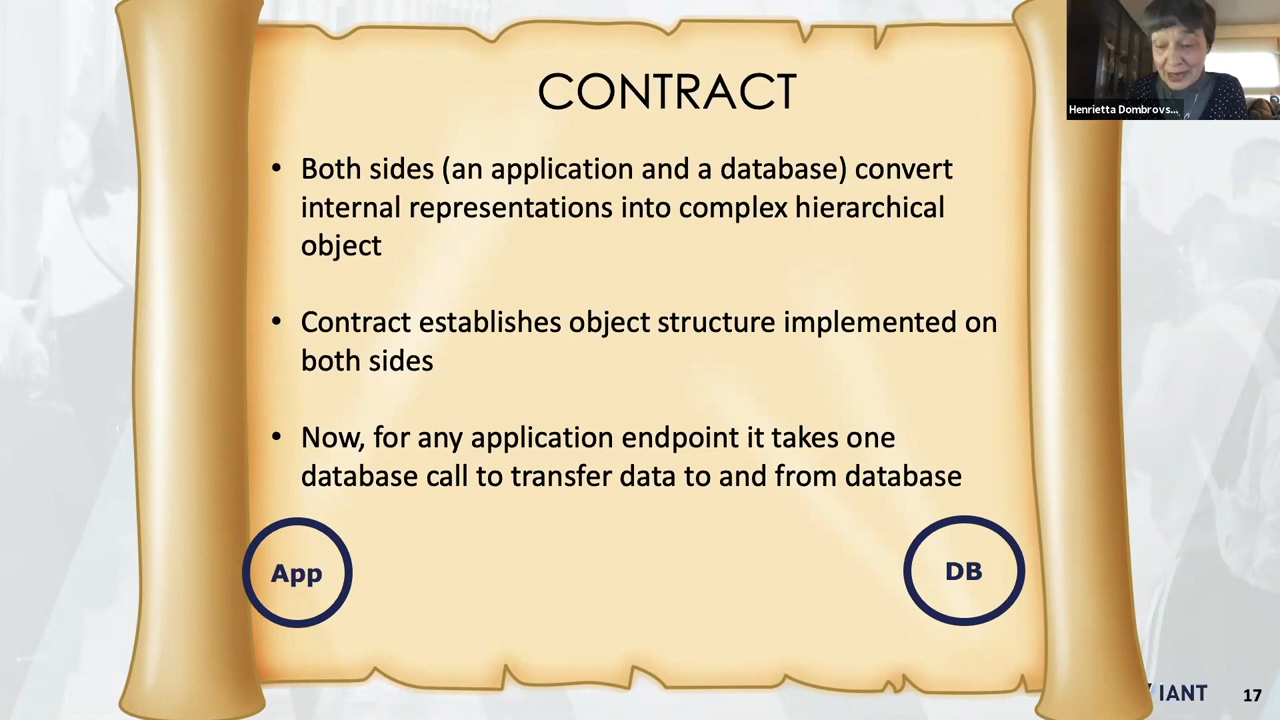 CONTRACT
Henrietta Dombrovs...
• Both sides (an application and a database) convert
internal representations into complex hierarchical
object
• Contract establishes object structure implemented on
both sides
• Now, for any application endpoint it takes one
database call to transfer data to and from database
App
DB
IANT
17